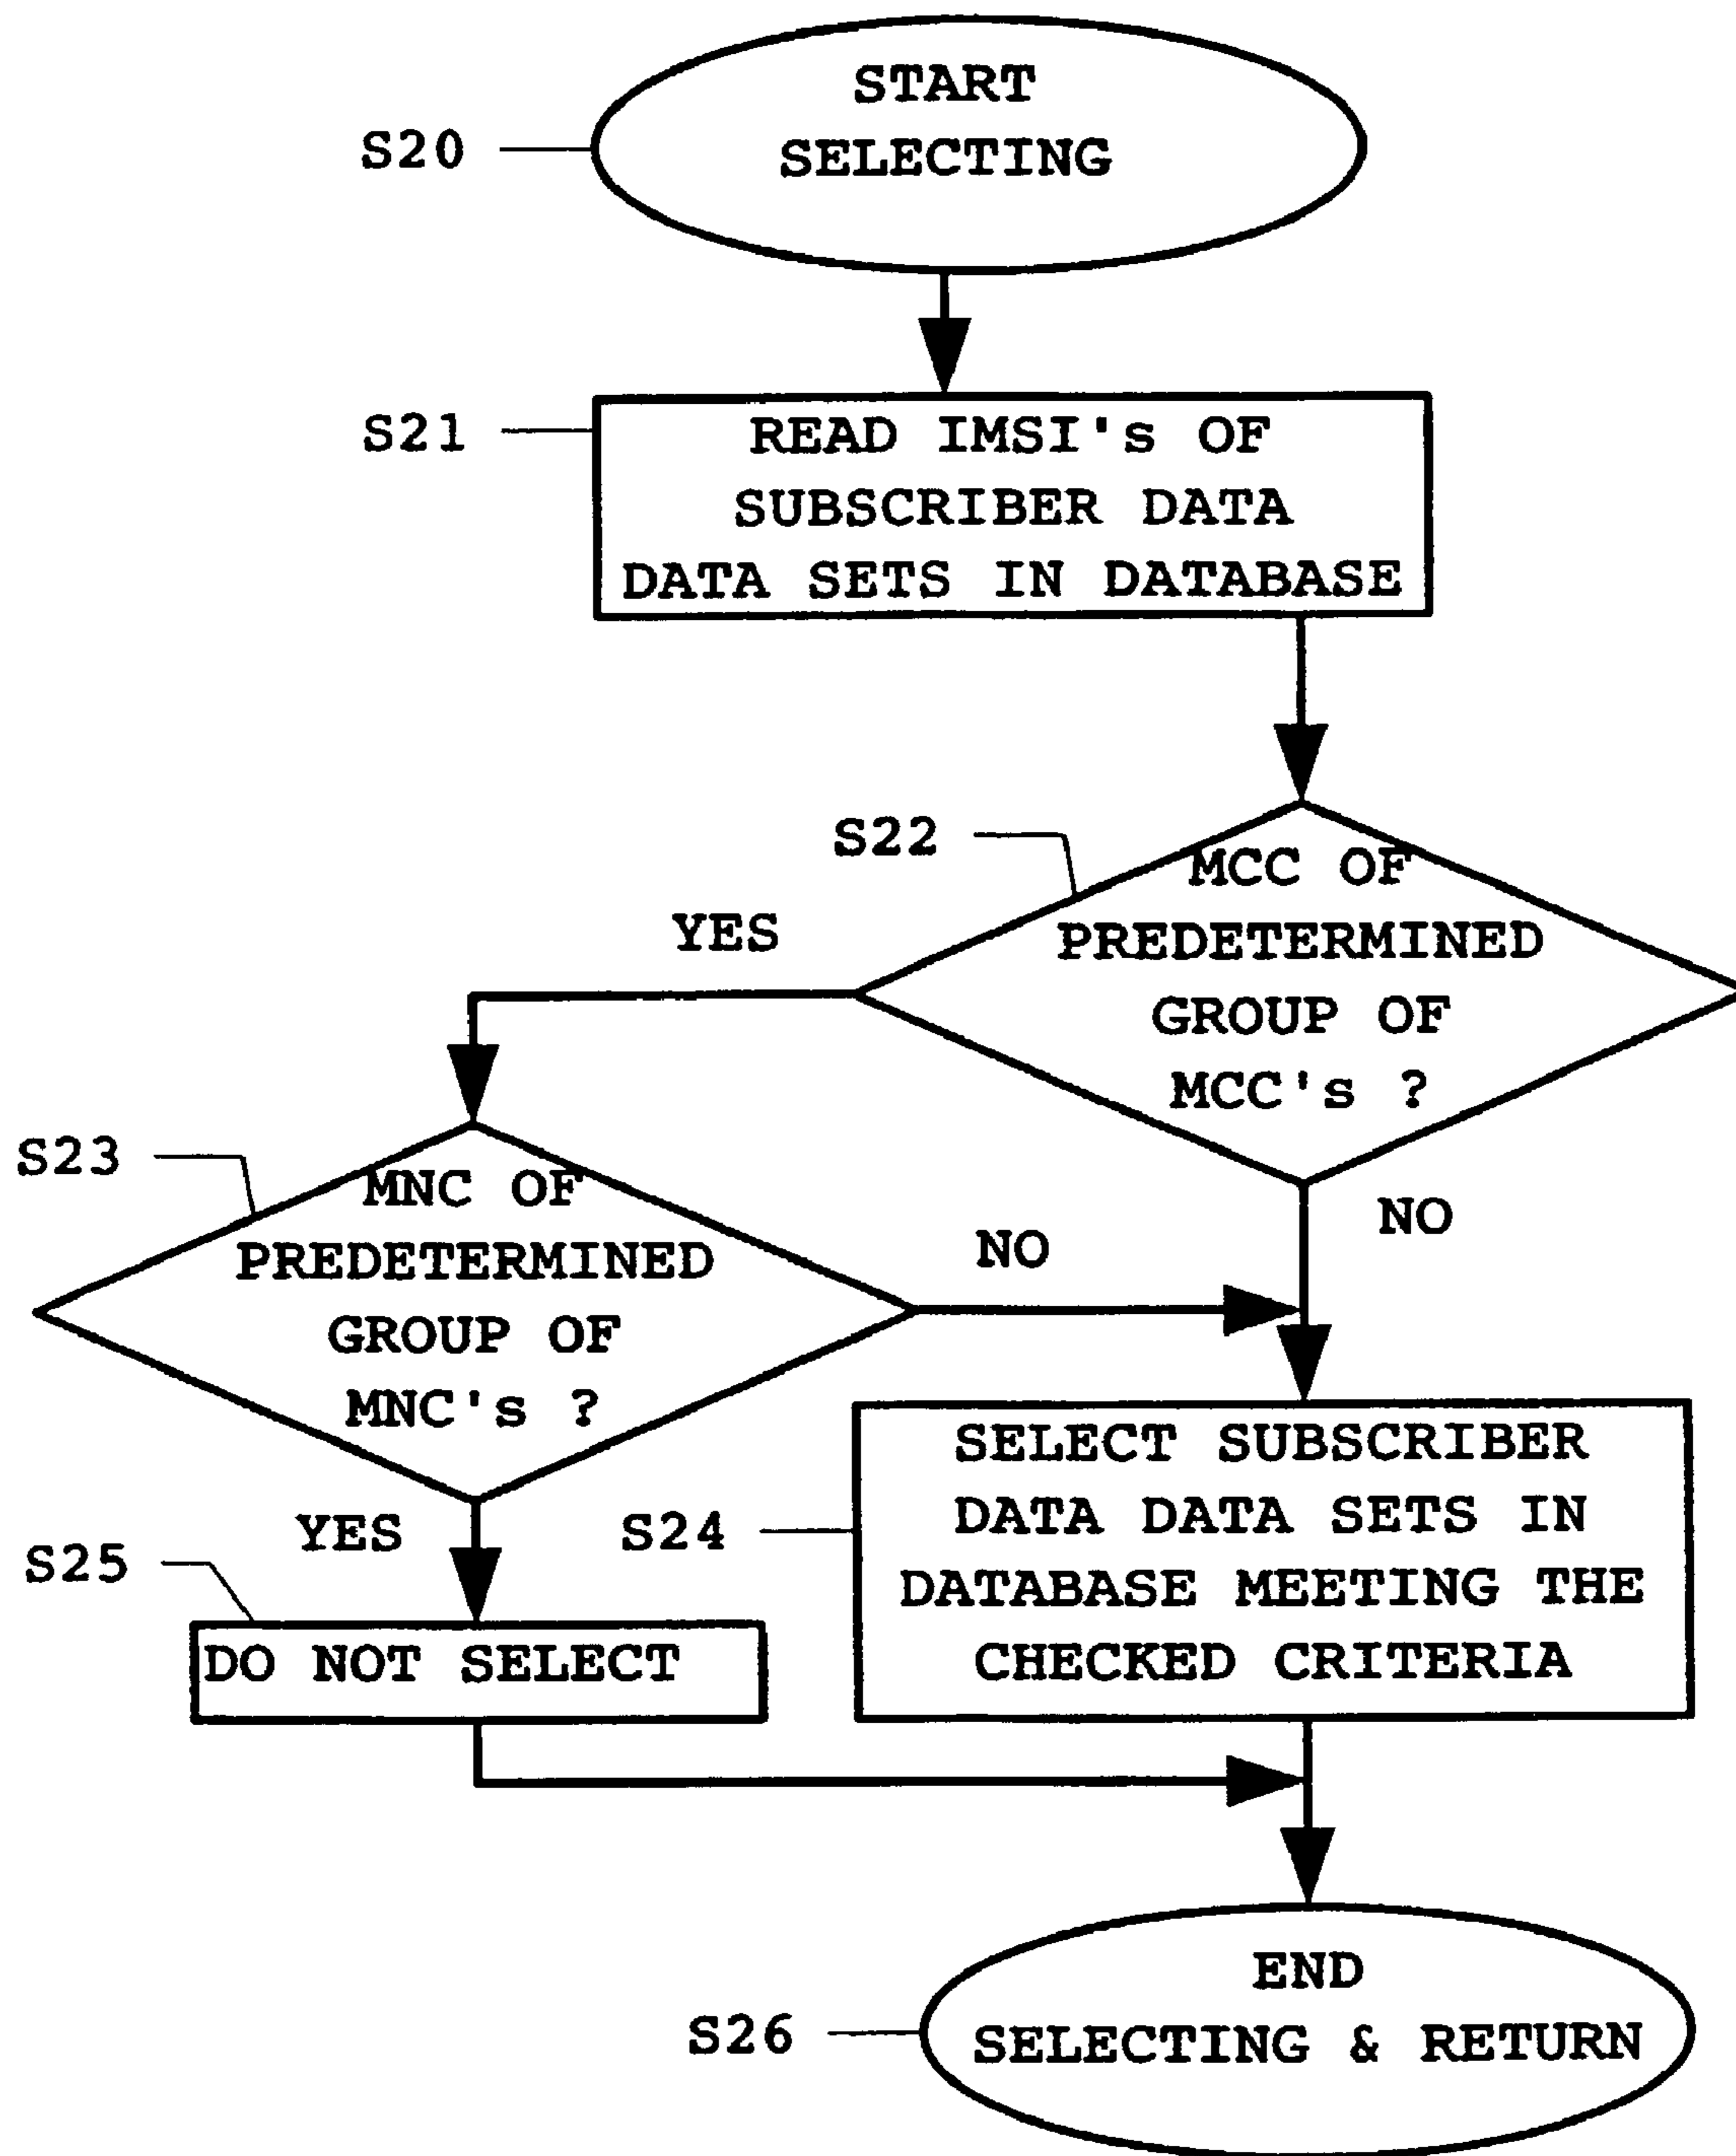 START
SELECTING
S20
S21
READ IMSI's OF
SUBSCRIBER DATA
DATA SETS IN DATABASE
S22
MCC OF
PREDETERMINED
GROUP OF
MCC's ?
YES
NO
S23
MNC OF
PREDETERMINED
GROUP OF
MNC's ?
NO
YES
S24
SELECT SUBSCRIBER
DATA DATA SETS IN
DATABASE MEETING THE
CHECKED CRITERIA
S25
DO NOT SELECT
S26
END
SELECTING & RETURN